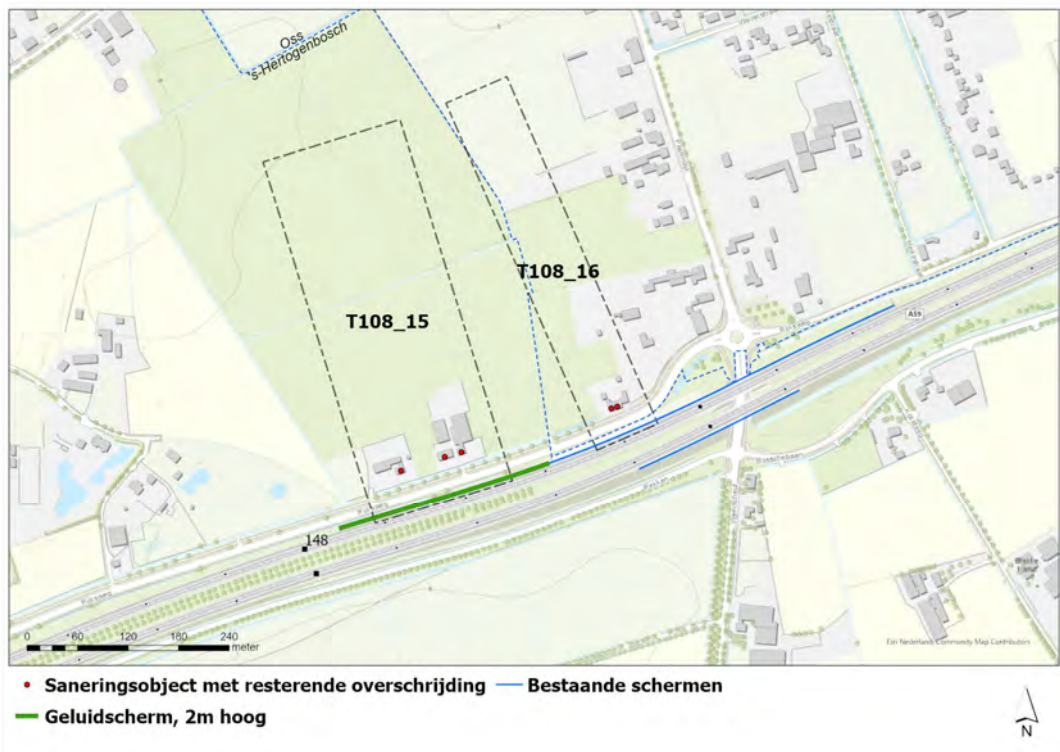 Oss
's-Hertogenbosch
T108_16
T108_15
A59
148
0 60 120 180 240
meter
Esri Nederland, Community Map Contributors
Saneringsobject met resterende overschrijding
Bestaande schermen
Geluidscherm, 2m hoog
N